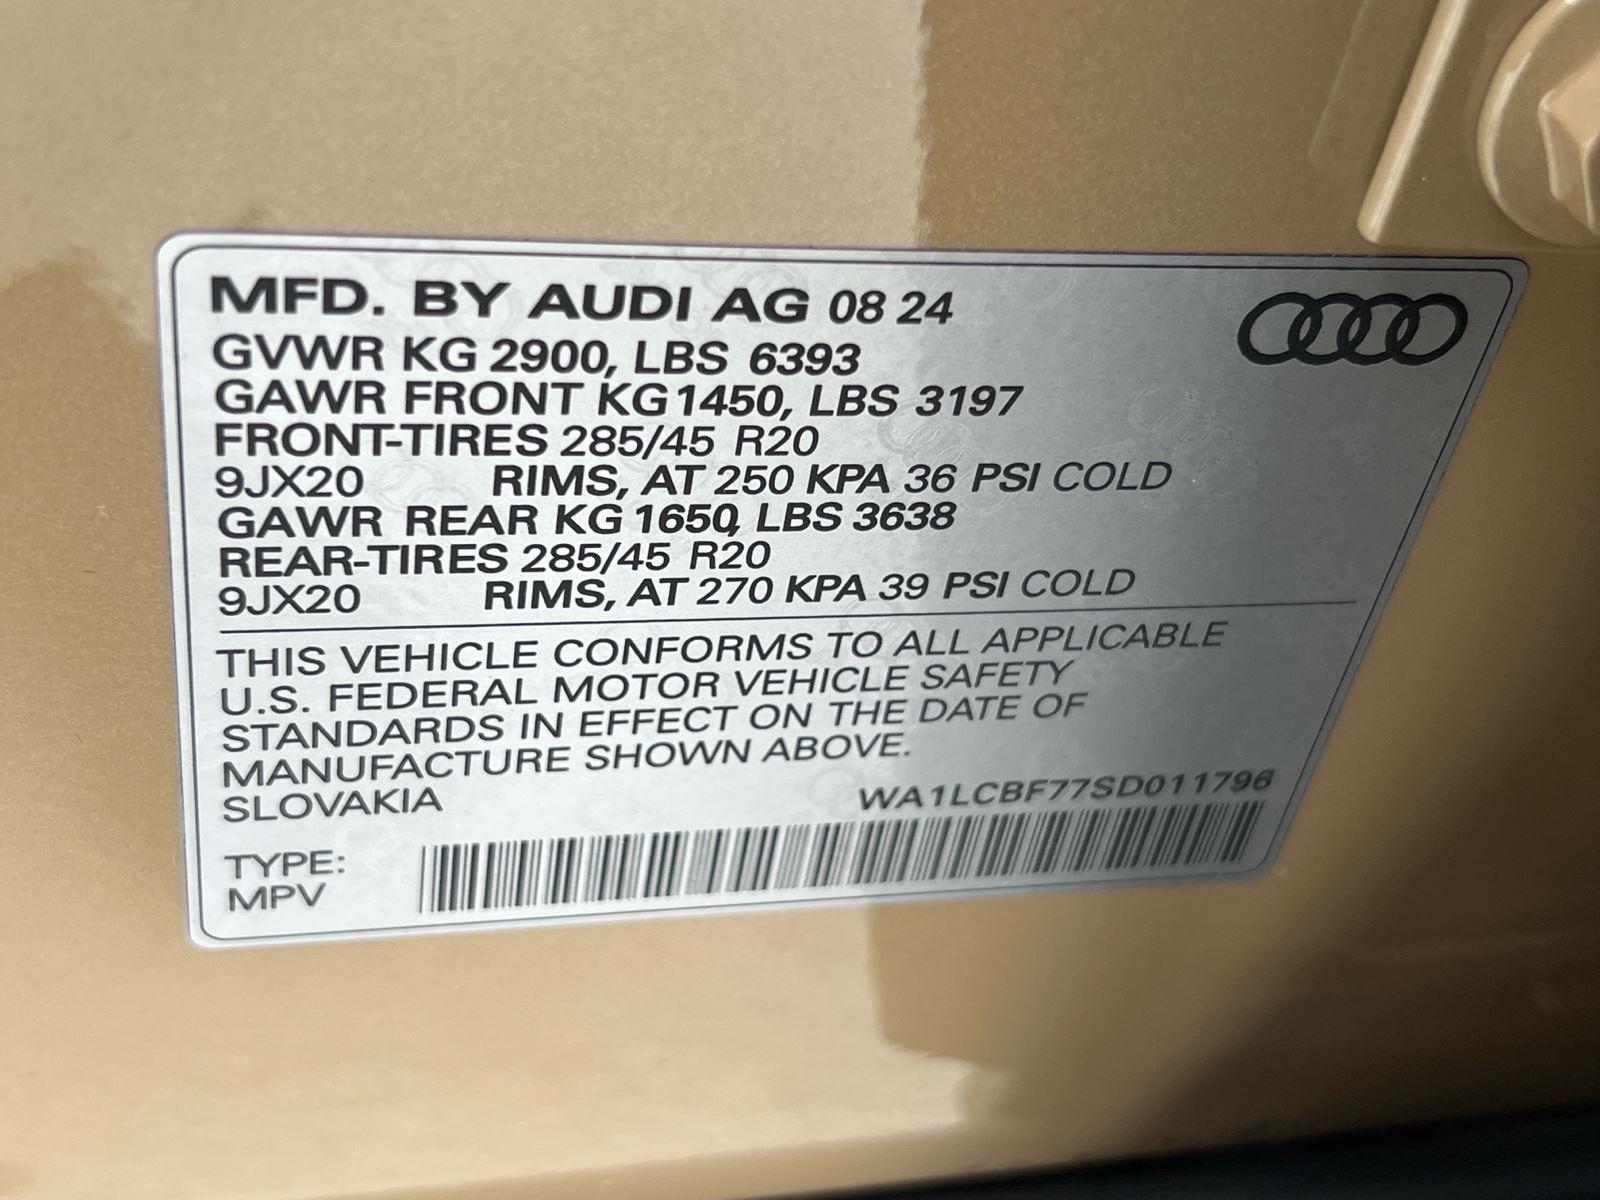 MFD. BY AUDI AG 08 24
GVWR KG 2900, LBS 6393
GAWR FRONT KG 1450, LBS 3197
FRONT-TIRES 285/45 R20
9JX20 RIMS, AT 250 KPA 36 PSI COLD
GAWR REAR KG 1650, LBS 3638
REAR-TIRES 285/45 R20
9JX20 RIMS, AT 270 KPA 39 PSI COLD
THIS VEHICLE CONFORMS TO ALL APPLICABLE
U.S. FEDERAL MOTOR VEHICLE SAFETY
STANDARDS IN EFFECT ON THE DATE OF
MANUFACTURE SHOWN ABOVE.
SLOVAKIA WA1LCBF77SD011796
TYPE:
MPV